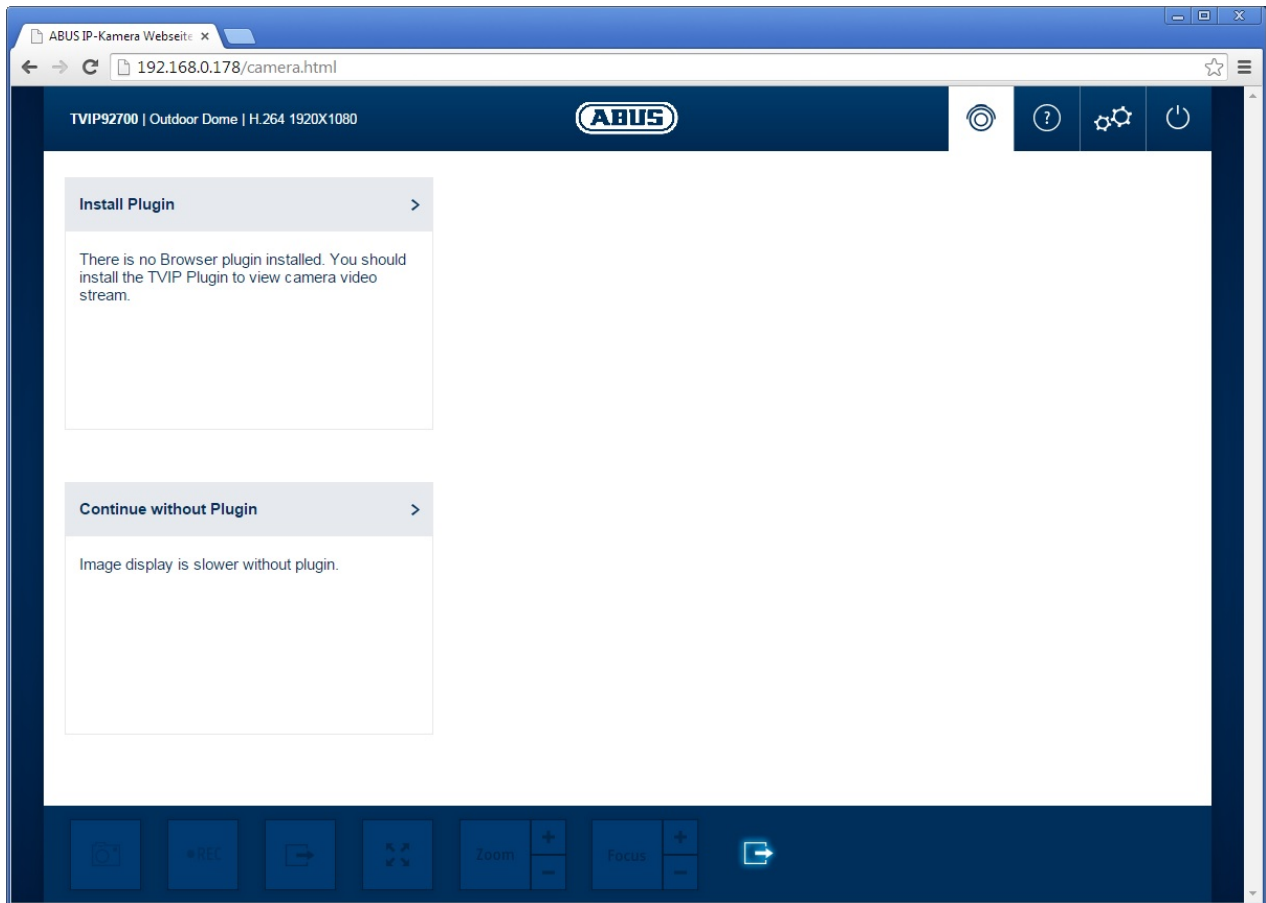 ABUS IP-Kamera Webseite
192.168.0.178/camera.html
TVIP92700 | Outdoor Dome | H.264 1920X1080
ABUS
?
Install Plugin >
There is no Browser plugin installed. You should
install the TVIP Plugin to view camera video
stream.
Continue without Plugin >
Image display is slower without plugin.
•REC
Zoom + −
Focus + −